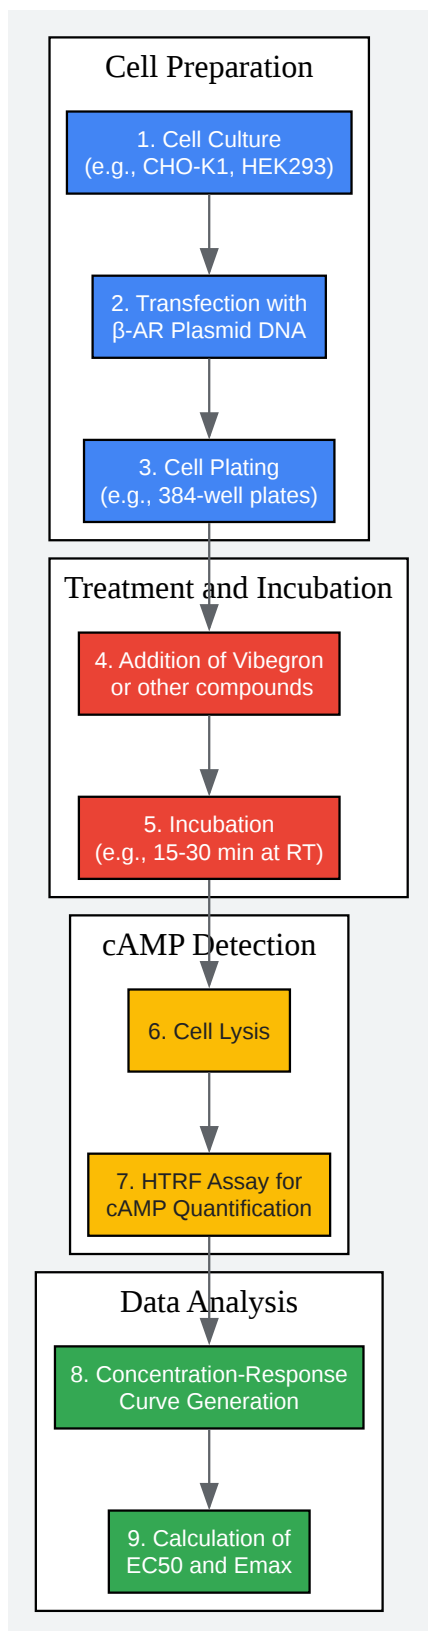 Cell Preparation
1. Cell Culture
(e.g., CHO-K1, HEK293)
2. Transfection with
β-AR Plasmid DNA
3. Cell Plating
(e.g., 384-well plates)
Treatment and Incubation
4. Addition of Vibegron
or other compounds
5. Incubation
(e.g., 15-30 min at RT)
cAMP Detection
6. Cell Lysis
7. HTRF Assay for
cAMP Quantification
Data Analysis
8. Concentration-Response
Curve Generation
9. Calculation of
EC50 and Emax